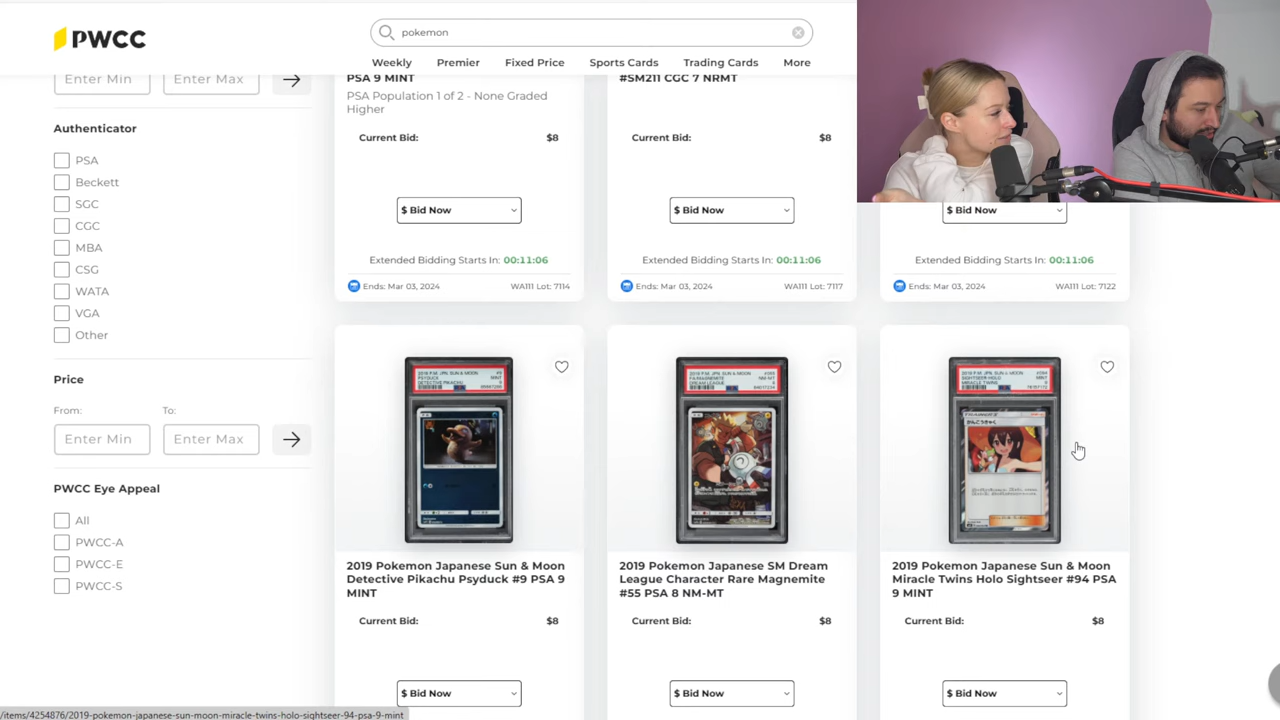 PWCC
pokemon
Weekly
Premier
Fixed Price
Sports Cards
Trading Cards
More
Enter Min
Enter Max
Authenticator
PSA
Beckett
SGC
CGC
MBA
CSG
WATA
VGA
Other
Price
From:
To:
Enter Min
Enter Max
PWCC Eye Appeal
All
PWCC-A
PWCC-E
PWCC-S
PSA 9 MINT
PSA Population 1 of 2 - None Graded
Higher
Current Bid: $8
$ Bid Now
Extended Bidding Starts In: 00:11:06
Ends: Mar 03, 2024 WA111 Lot: 7114
#SM211 CGC 7 NRMT
Current Bid: $8
$ Bid Now
Extended Bidding Starts In: 00:11:06
Ends: Mar 03, 2024 WA111 Lot: 7117
$ Bid Now
Extended Bidding Starts In: 00:11:06
Ends: Mar 03, 2024 WA111 Lot: 7122
2019 Pokemon Japanese Sun & Moon
Detective Pikachu Psyduck #9 PSA 9
MINT
Current Bid: $8
$ Bid Now
2019 Pokemon Japanese SM Dream
League Character Rare Magnemite
#55 PSA 8 NM-MT
Current Bid: $8
$ Bid Now
かんこうきゃく
2019 Pokemon Japanese Sun & Moon
Miracle Twins Holo Sightseer #94 PSA
9 MINT
Current Bid: $8
$ Bid Now
/items/4254876/2019-pokemon-japanese-sun-moon-miracle-twins-holo-sightseer-94-psa-9-mint